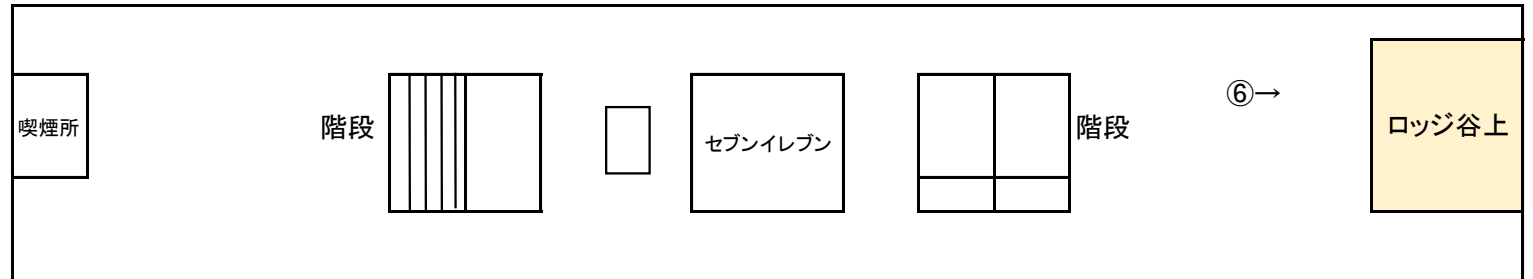 喫煙所
階段
セブンイレブン
階段
⑥→
ロッジ谷上